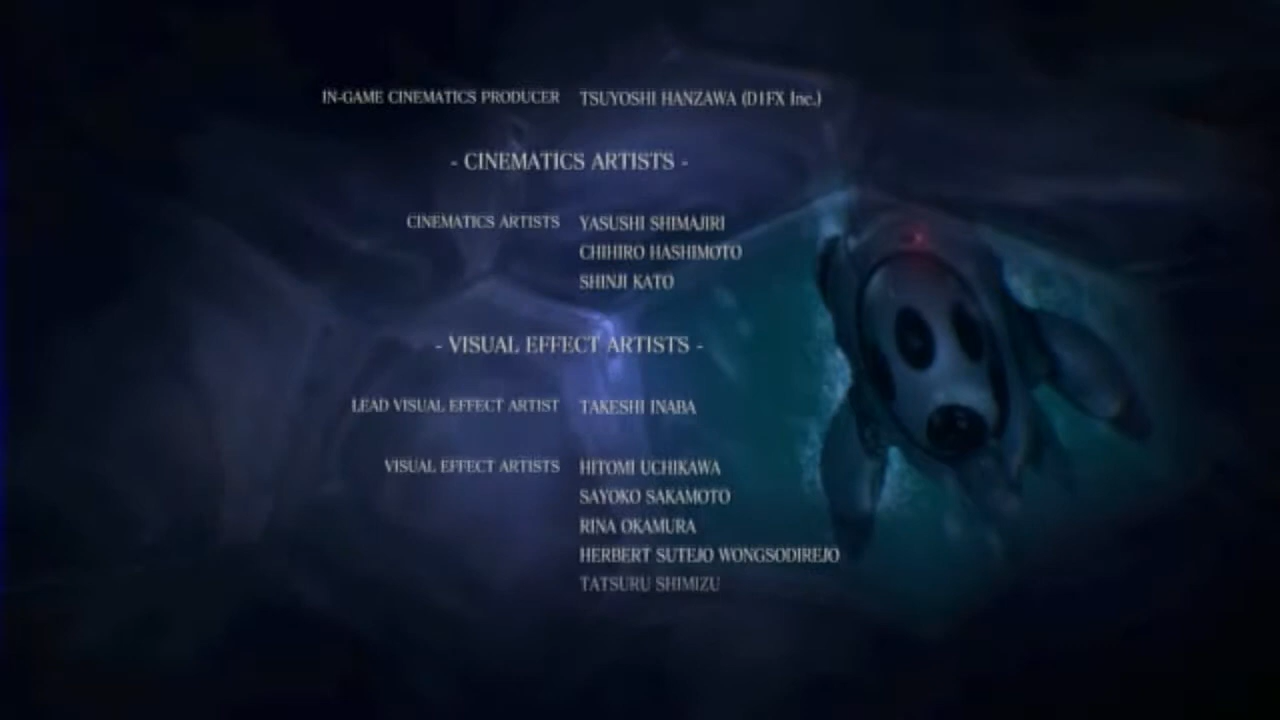 IN-GAME CINEMATICS PRODUCER TSUYOSHI HANZAWA (D1FX Inc.)
- CINEMATICS ARTISTS -
CINEMATICS ARTISTS YASUSHI SHIMAJIRI
CHIHIRO HASHIMOTO
SHINJI KATO
- VISUAL EFFECT ARTISTS -
LEAD VISUAL EFFECT ARTIST TAKESHI INABA
VISUAL EFFECT ARTISTS HITOMI UCHIKAWA
SAYOKO SAKAMOTO
RINA OKAMURA
HERBERT SUTEJO WONGSODIREJO
TATSURU SHIMIZU